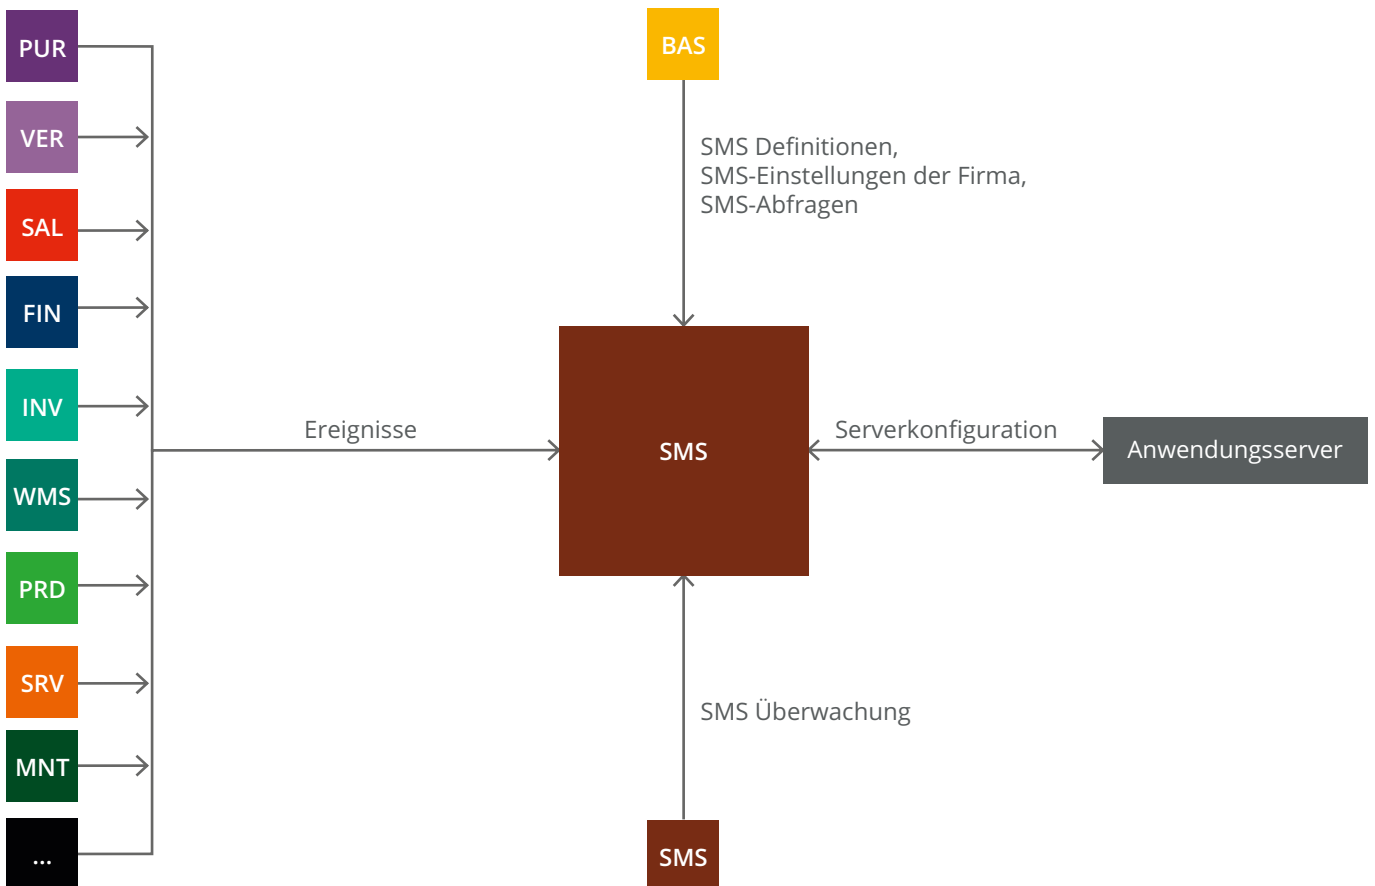 PUR
VER
SAL
FIN
INV
WMS
PRD
SRV
MNT
...
Ereignisse
BAS
SMS Definitionen,
SMS-Einstellungen der Firma,
SMS-Abfragen
SMS
Serverkonfiguration
Anwendungsserver
SMS Überwachung
SMS